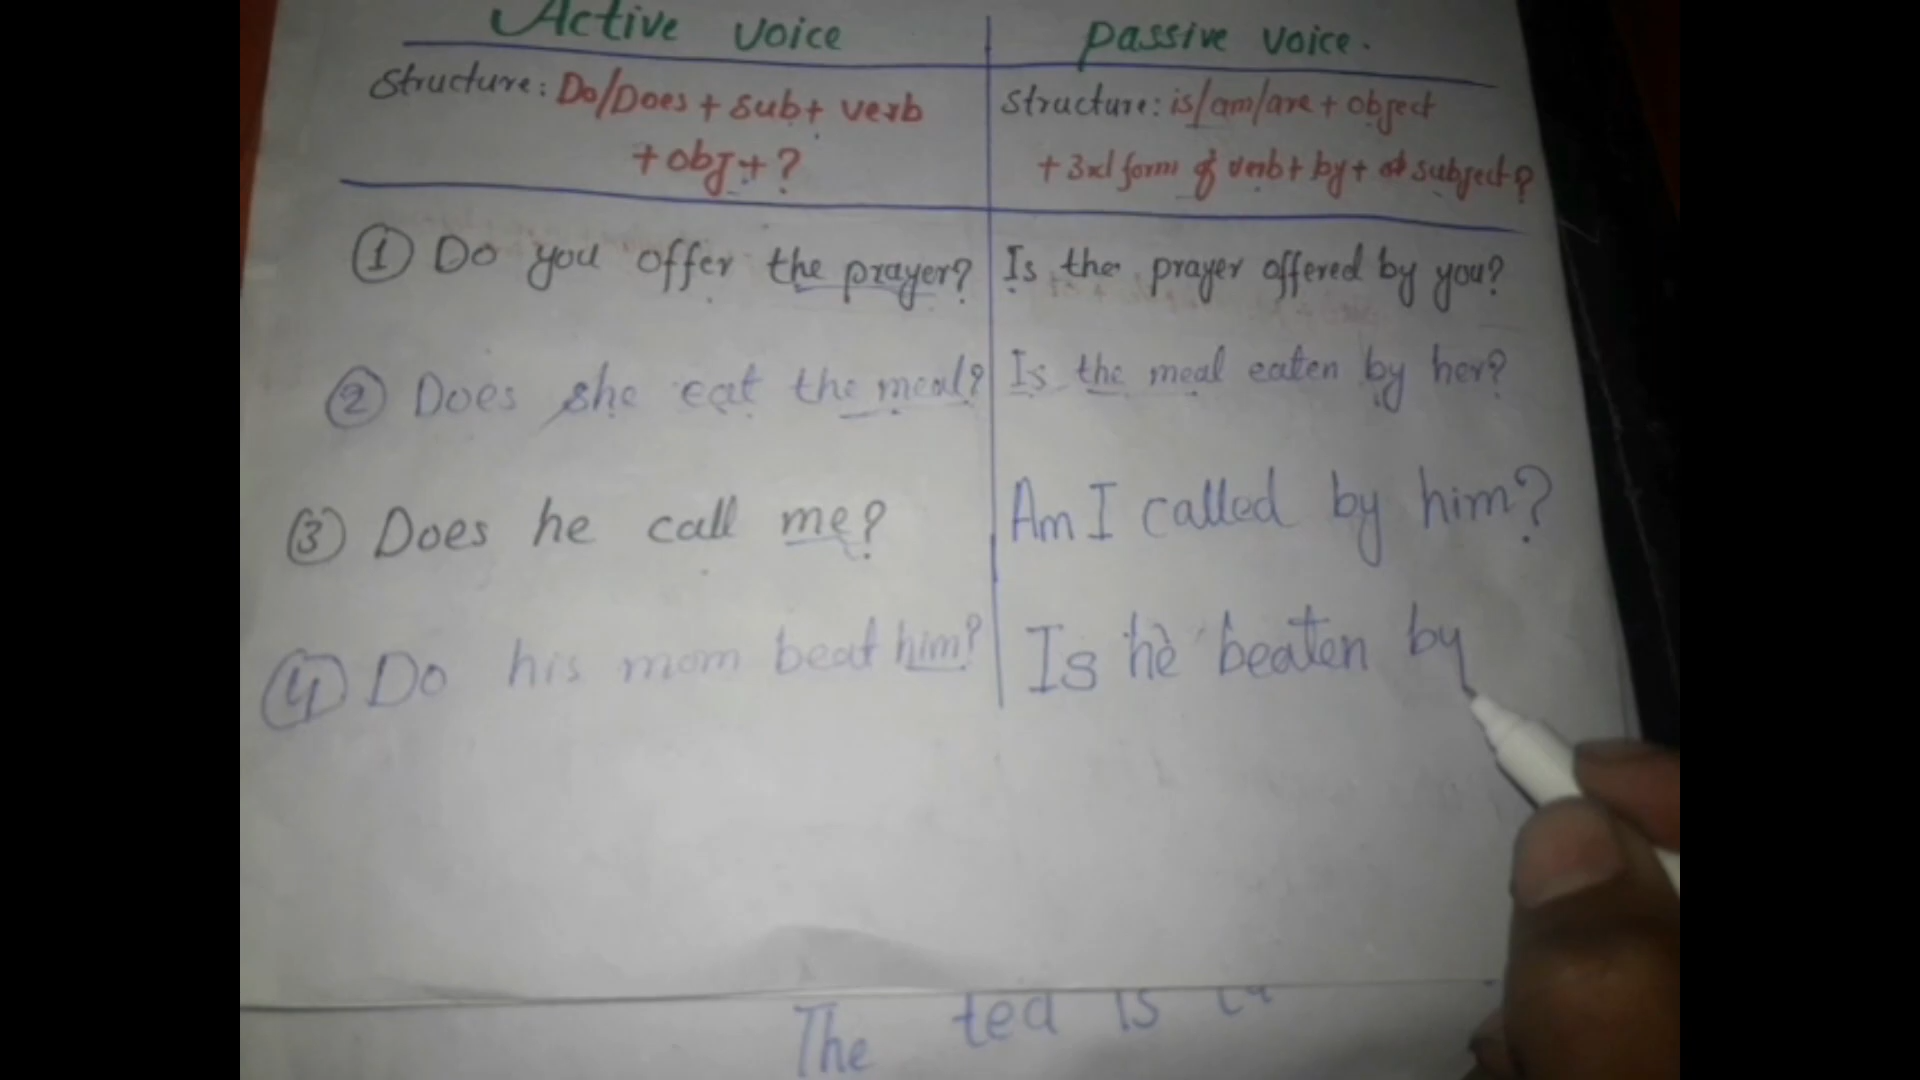 Active voice
passive voice.
Structure: Do/Does + sub + verb
+ obj + ?
structure: is/am/are + object
+ 3rd form of verb + by + subject?
① Do you offer the prayer?
Is the prayer offered by you?
② Does she eat the meal?
Is the meal eaten by her?
③ Does he call me?
Am I called by him?
④ Do his mom beat him?
Is he beaten by
The tea is